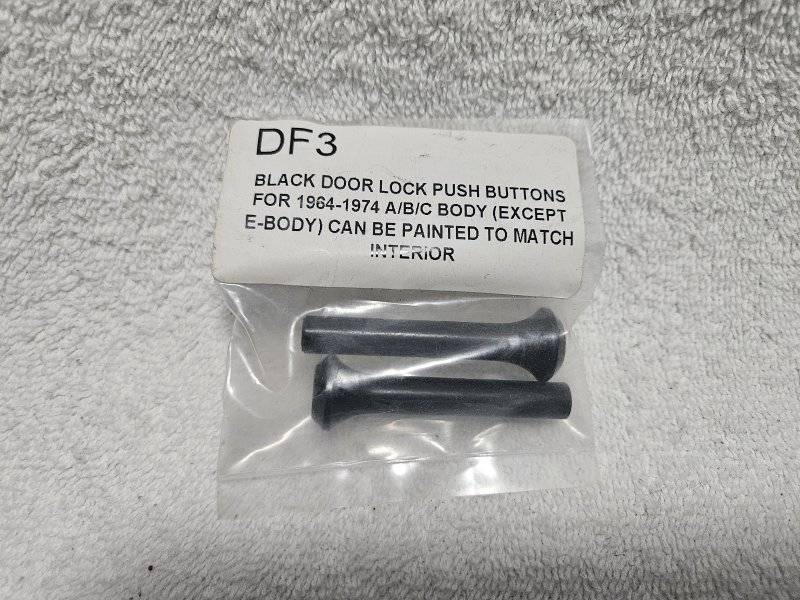 DF3
BLACK DOOR LOCK PUSH BUTTONS
FOR 1964-1974 A/B/C BODY (EXCEPT
E-BODY) CAN BE PAINTED TO MATCH
INTERIOR